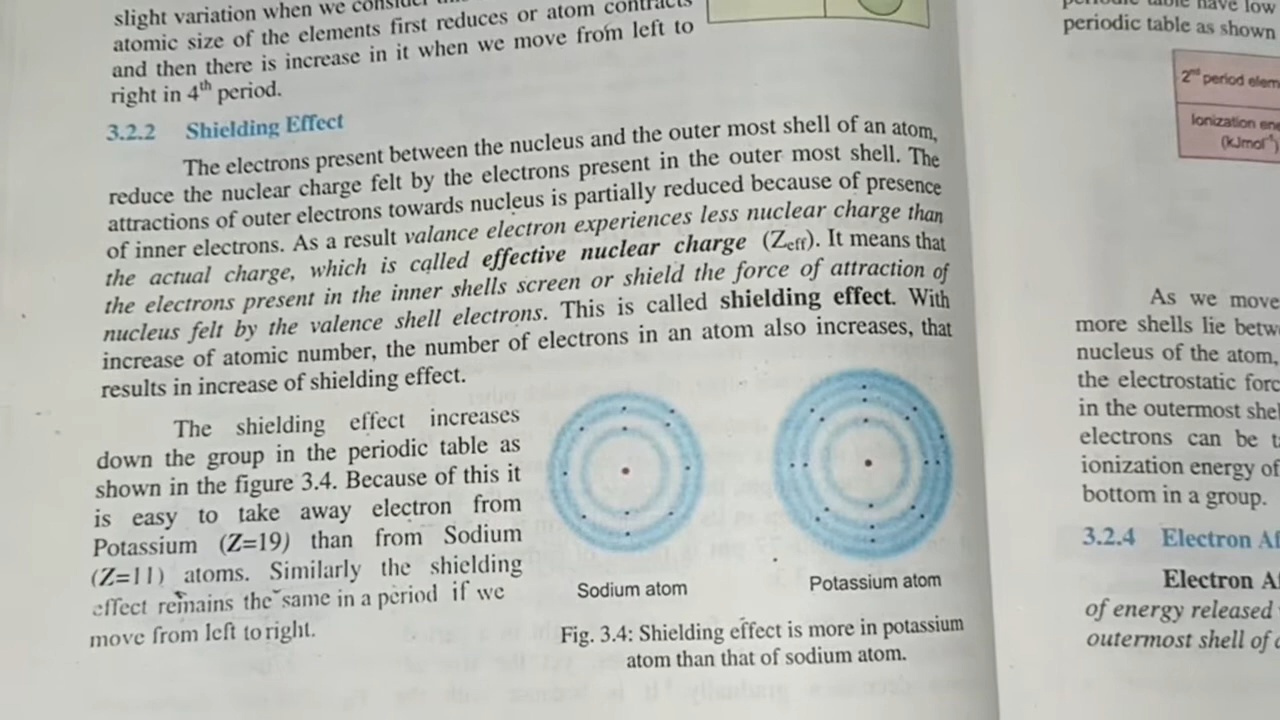 slight variation when we
atomic size of the elements first reduces or atom contracts
and then there is increase in it when we move from left to
right in 4th period.
3.2.2 Shielding Effect
The electrons present between the nucleus and the outer most shell of an atom,
reduce the nuclear charge felt by the electrons present in the outer most shell. The
attractions of outer electrons towards nucleus is partially reduced because of presence
of inner electrons. As a result valance electron experiences less nuclear charge than
the actual charge, which is called effective nuclear charge (Zeff). It means that
the electrons present in the inner shells screen or shield the force of attraction of
nucleus felt by the valence shell electrons. This is called shielding effect. With
increase of atomic number, the number of electrons in an atom also increases, that
results in increase of shielding effect.
The shielding effect increases
down the group in the periodic table as
shown in the figure 3.4. Because of this it
is easy to take away electron from
Potassium (Z=19) than from Sodium
(Z=11) atoms. Similarly the shielding
effect remains the same in a period if we
move from left to right.
Sodium atom
Potassium atom
Fig. 3.4: Shielding effect is more in potassium
atom than that of sodium atom.
have low
periodic table as shown
2nd period
Ionization
(kJmol-1)
As we move
more shells lie
nucleus of the atom,
the electrostatic
in the outermost
electrons can be
ionization energy of
bottom in a group.
3.2.4 Electron
Electron
of energy released
outermost shell of